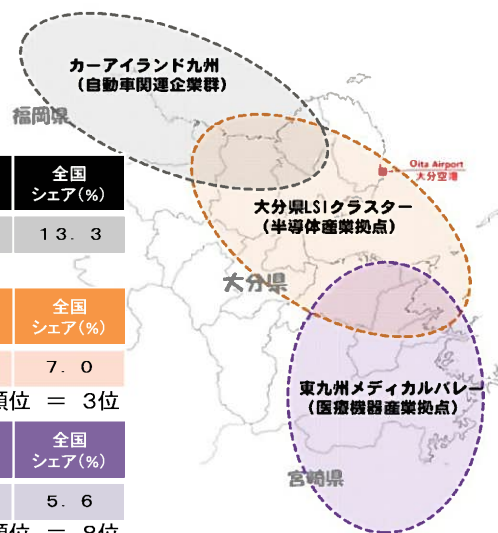 カーアイランド九州
（自動車関連企業群）
福岡県
Oita Airport
大分空港
全国
シェア(%)
13.3
大分県LSIクラスター
（半導体産業拠点）
大分県
全国
シェア(%)
7.0
順位 ＝ 3位
東九州メディカルバレー
（医療機器産業拠点）
全国
シェア(%)
宮崎県
5.6
順位 ＝ 8位